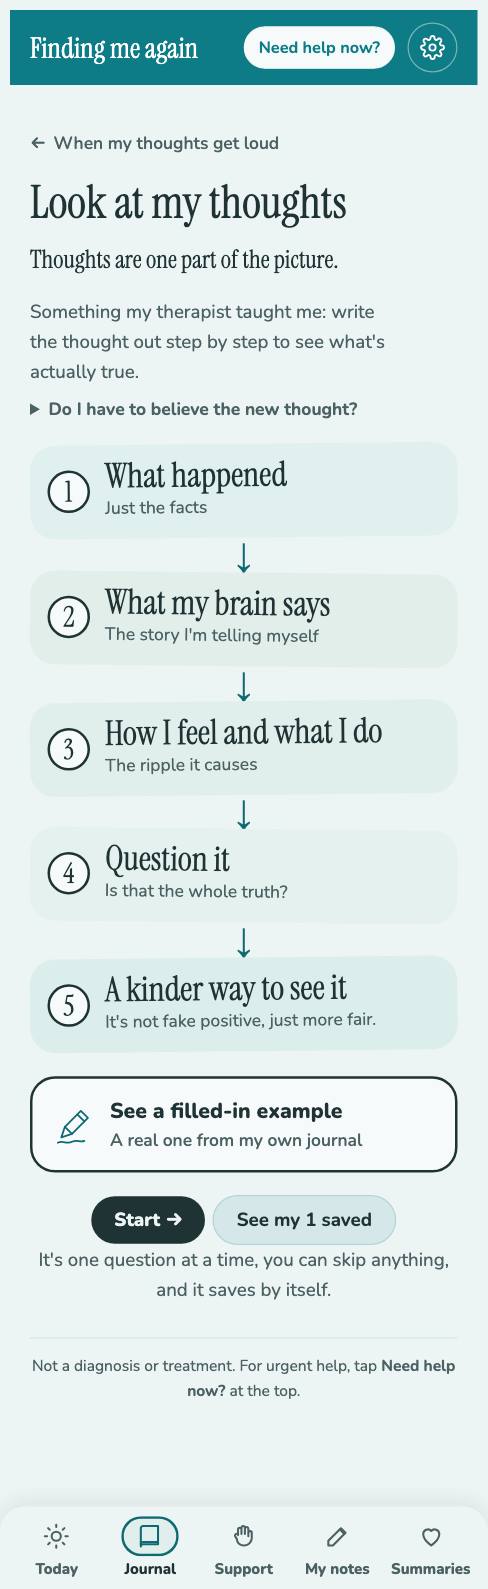 Finding me again
Need help now?
← When my thoughts get loud
Look at my thoughts
Thoughts are one part of the picture.
Something my therapist taught me: write
the thought out step by step to see what's
actually true.
▶ Do I have to believe the new thought?
1
What happened
Just the facts
↓
2
What my brain says
The story I'm telling myself
↓
3
How I feel and what I do
The ripple it causes
↓
4
Question it
Is that the whole truth?
↓
5
A kinder way to see it
It's not fake positive, just more fair.
See a filled-in example
A real one from my own journal
Start →
See my 1 saved
It's one question at a time, you can skip anything,
and it saves by itself.
Not a diagnosis or treatment. For urgent help, tap Need help
now? at the top.
Today
Journal
Support
My notes
Summaries